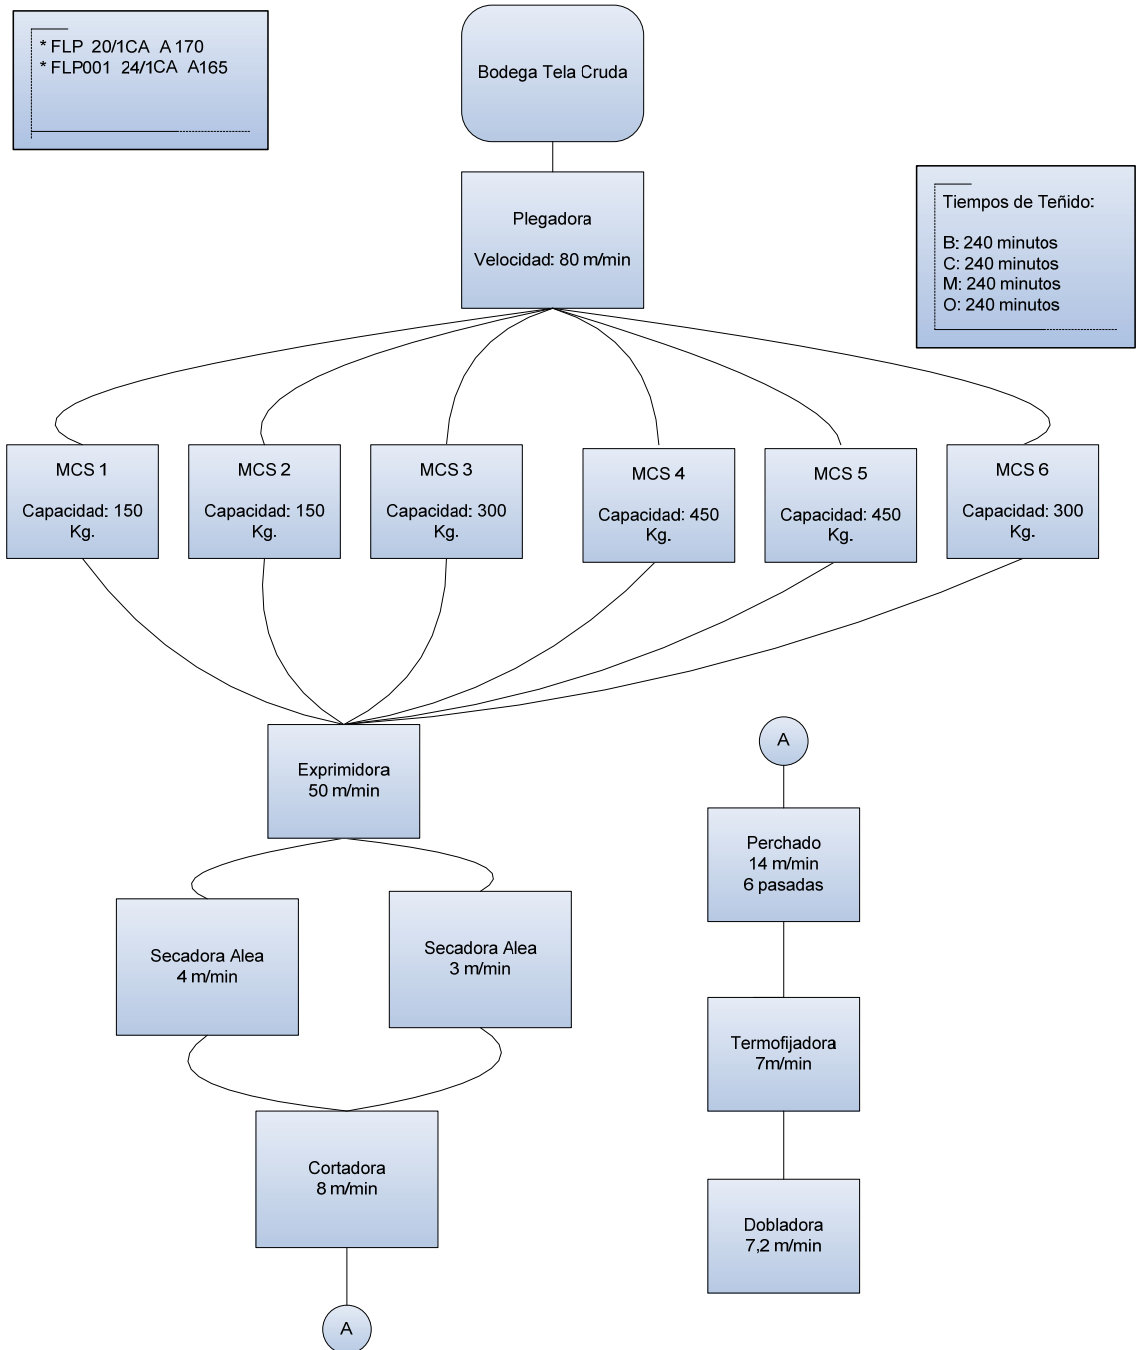 * FLP 20/1CA A 170
* FLP001 24/1CA A165
Bodega Tela Cruda
Plegadora
Velocidad: 80 m/min
Tiempos de Teñido:
B: 240 minutos
C: 240 minutos
M: 240 minutos
O: 240 minutos
MCS 1
Capacidad: 150
Kg.
MCS 2
Capacidad: 150
Kg.
MCS 3
Capacidad: 300
Kg.
MCS 4
Capacidad: 450
Kg.
MCS 5
Capacidad: 450
Kg.
MCS 6
Capacidad: 300
Kg.
Exprimidora
50 m/min
Secadora Alea
4 m/min
Secadora Alea
3 m/min
Cortadora
8 m/min
A
A
Perchado
14 m/min
6 pasadas
Termofijadora
7m/min
Dobladora
7,2 m/min